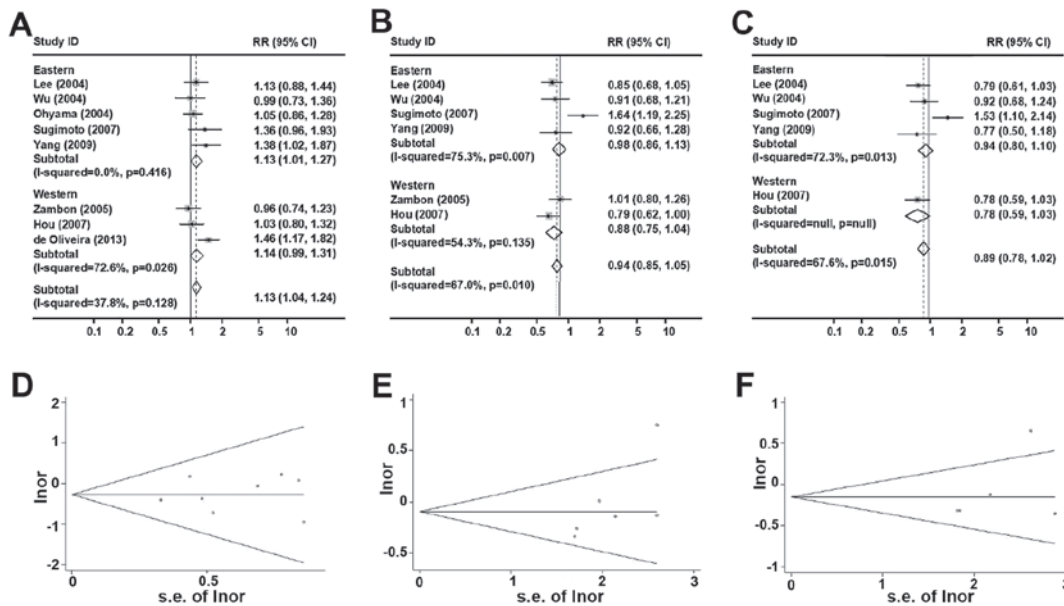 A
Study ID RR (95% CI)
Eastern
Lee (2004) 1.13 (0.88, 1.44)
Wu (2004) 0.99 (0.73, 1.36)
Ohyama (2004) 1.05 (0.86, 1.28)
Sugimoto (2007) 1.36 (0.96, 1.93)
Yang (2009) 1.38 (1.02, 1.87)
Subtotal 1.13 (1.01, 1.27)
(I-squared=0.0%, p=0.416)
Western
Zambon (2005) 0.96 (0.74, 1.23)
Hou (2007) 1.03 (0.80, 1.32)
de Oliveira (2013) 1.46 (1.17, 1.82)
Subtotal 1.14 (0.99, 1.31)
(I-squared=72.6%, p=0.026)
Subtotal
(I-squared=37.8%, p=0.128) 1.13 (1.04, 1.24)
0.1 0.2 0.5 1 2 5 10
B
Study ID RR (95% CI)
Eastern
Lee (2004) 0.85 (0.68, 1.05)
Wu (2004) 0.91 (0.68, 1.21)
Sugimoto (2007) 1.64 (1.19, 2.25)
Yang (2009) 0.92 (0.66, 1.28)
Subtotal 0.98 (0.86, 1.13)
(I-squared=75.3%, p=0.007)
Western
Zambon (2005) 1.01 (0.80, 1.26)
Hou (2007) 0.79 (0.62, 1.00)
Subtotal 0.88 (0.75, 1.04)
(I-squared=54.3%, p=0.135)
Subtotal 0.94 (0.85, 1.05)
(I-squared=67.0%, p=0.010)
0.1 0.2 0.5 1 2 5 10
C
Study ID RR (95% CI)
Eastern
Lee (2004) 0.79 (0.61, 1.03)
Wu (2004) 0.92 (0.68, 1.24)
Sugimoto (2007) 1.53 (1.10, 2.14)
Yang (2009) 0.77 (0.50, 1.18)
Subtotal 0.94 (0.80, 1.10)
(I-squared=72.3%, p=0.013)
Western
Hou (2007) 0.78 (0.59, 1.03)
Subtotal 0.78 (0.59, 1.03)
(I-squared=null, p=null)
Subtotal 0.89 (0.78, 1.02)
(I-squared=67.6%, p=0.015)
0.1 0.2 0.5 1 2 5 10
D
2
1
0
-1
-2
lnor
0 0.5
s.e. of lnor
E
1
0.5
0
-0.5
lnor
0 1 2 3
s.e. of lnor
F
1
0.5
0
-0.5
-1
lnor
0 1 2 3
s.e. of lnor